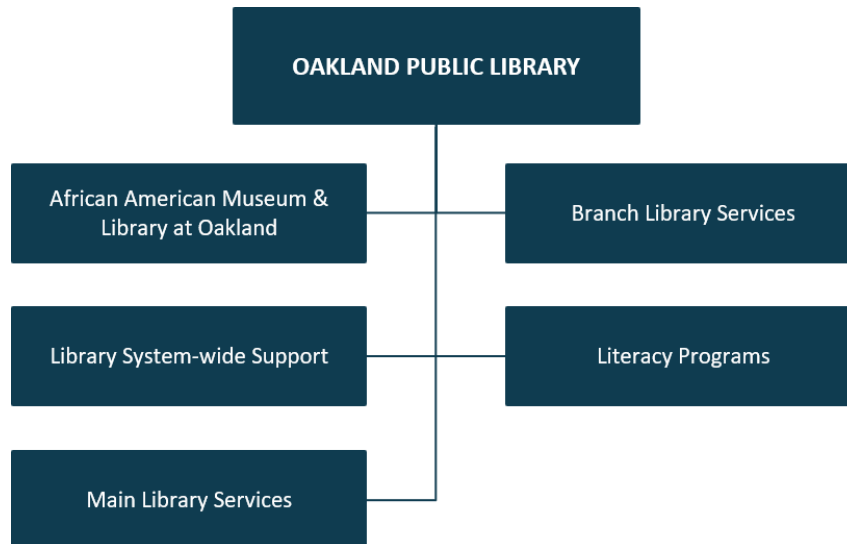 OAKLAND PUBLIC LIBRARY
African American Museum &
Library at Oakland
Branch Library Services
Library System-wide Support
Literacy Programs
Main Library Services